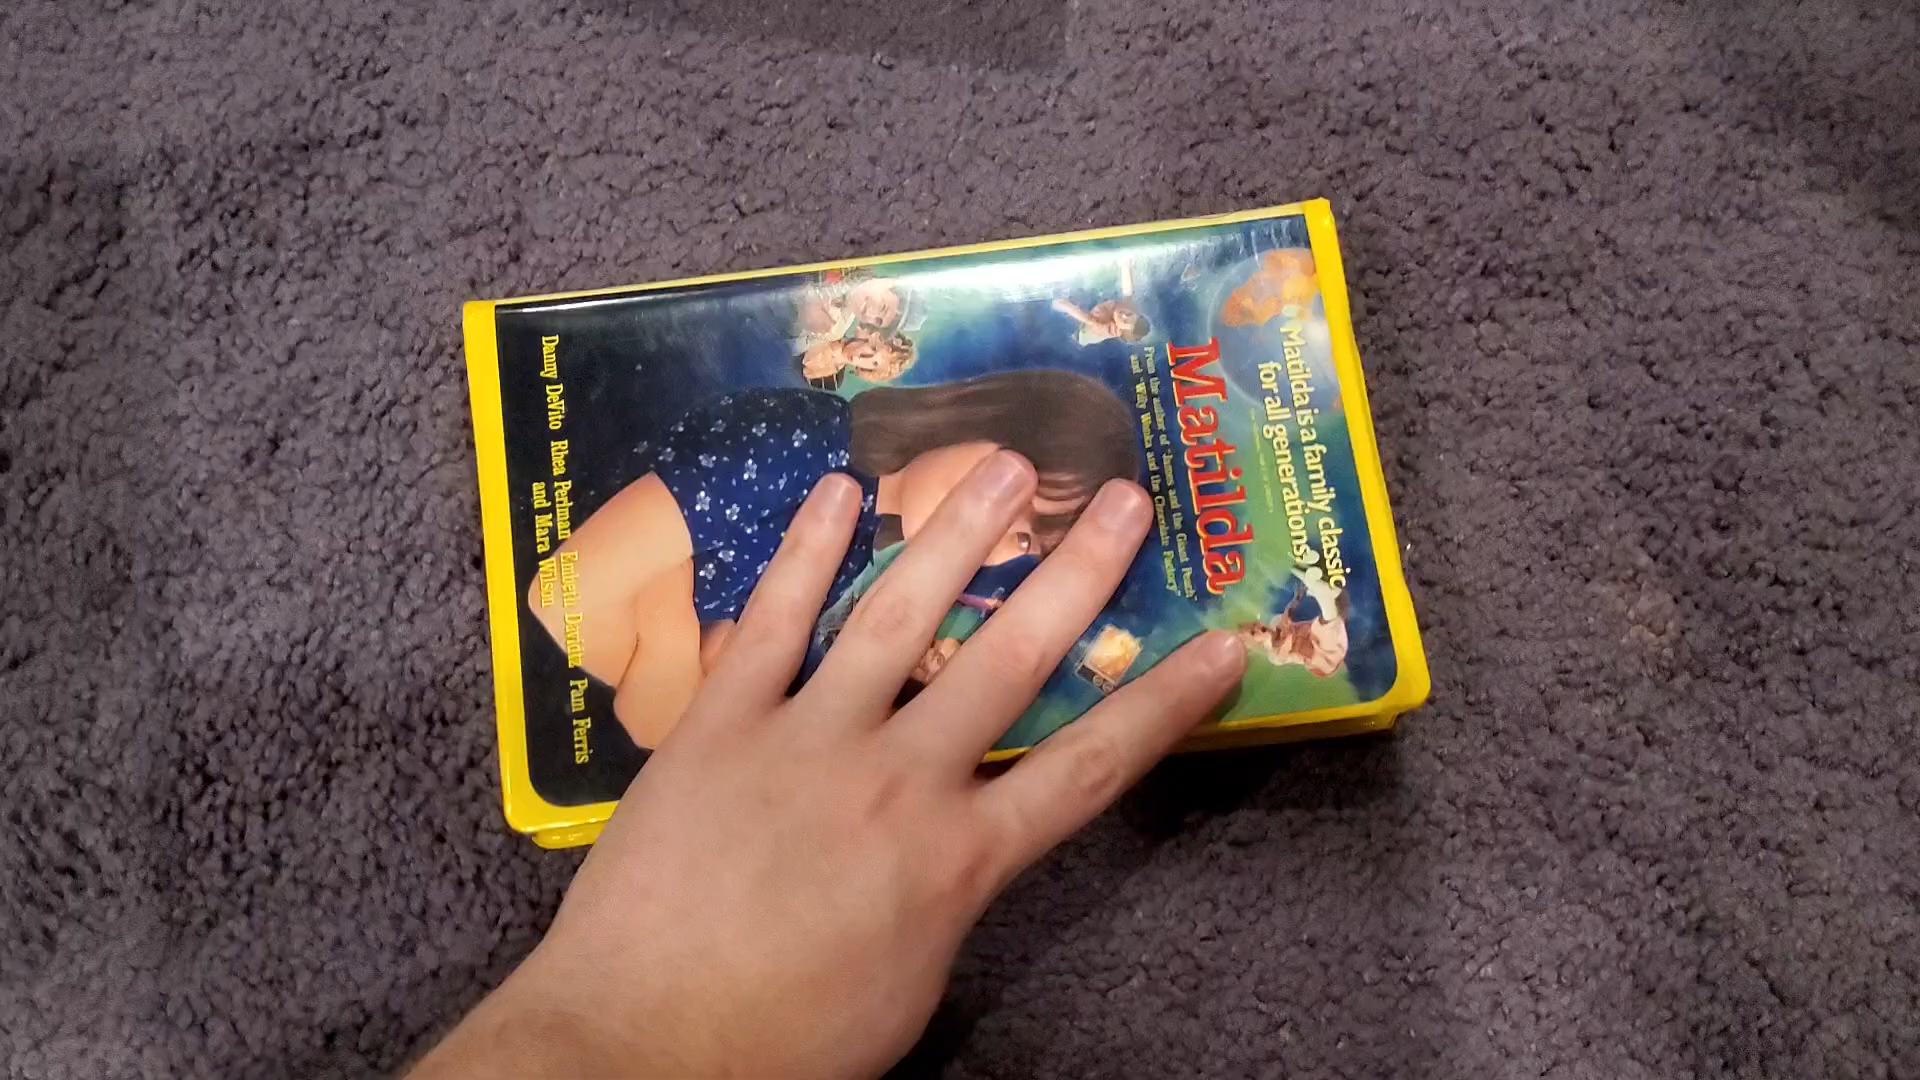 "Matilda is a family classic
for all generations."
Matilda
From the author of "James and the Giant Peach"
and "Willy Wonka and the Chocolate Factory"
Danny DeVito Rhea Perlman Embeth Davidtz Pam Ferris
and Mara Wilson